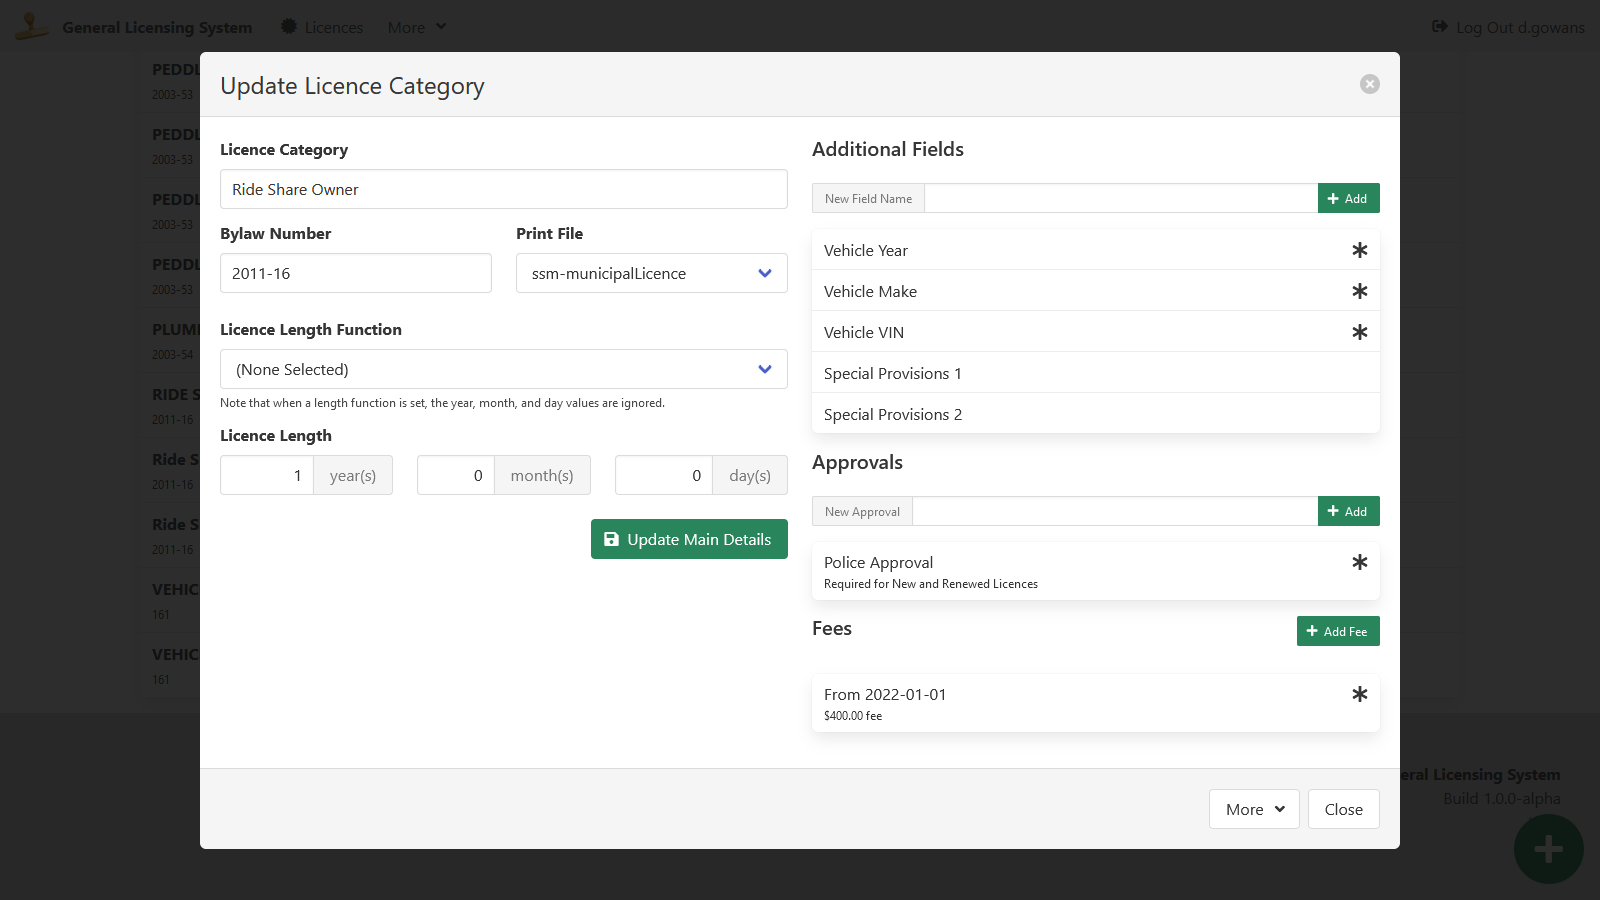 General Licensing System
Licences
More
Log Out d.gowans
PEDDL
2003-53
PEDDL
2003-53
PEDDL
2003-53
PEDDL
2003-53
PLUM
2003-54
RIDE S
2011-16
Ride S
2011-16
Ride S
2011-16
VEHIC
161
VEHIC
161
Update Licence Category
Licence Category
Ride Share Owner
Bylaw Number
Print File
2011-16
ssm-municipalLicence
Licence Length Function
(None Selected)
Note that when a length function is set, the year, month, and day values are ignored.
Licence Length
1 year(s)
0 month(s)
0 day(s)
Update Main Details
Additional Fields
New Field Name
Add
Vehicle Year
Vehicle Make
Vehicle VIN
Special Provisions 1
Special Provisions 2
Approvals
New Approval
Add
Police Approval
Required for New and Renewed Licences
Fees
Add Fee
From 2022-01-01
$400.00 fee
More
Close
eral Licensing System
Build 1.0.0-alpha